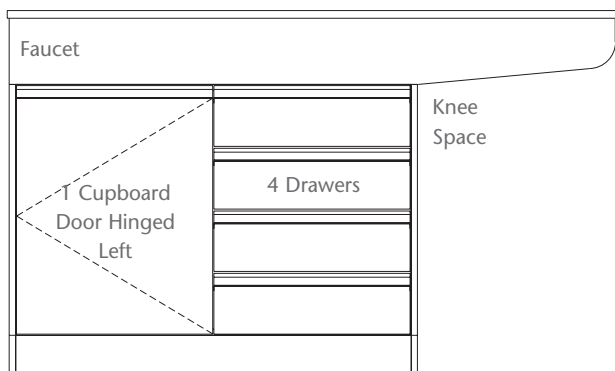 Faucet
Knee
Space
1 Cupboard
Door Hinged
Left
4 Drawers